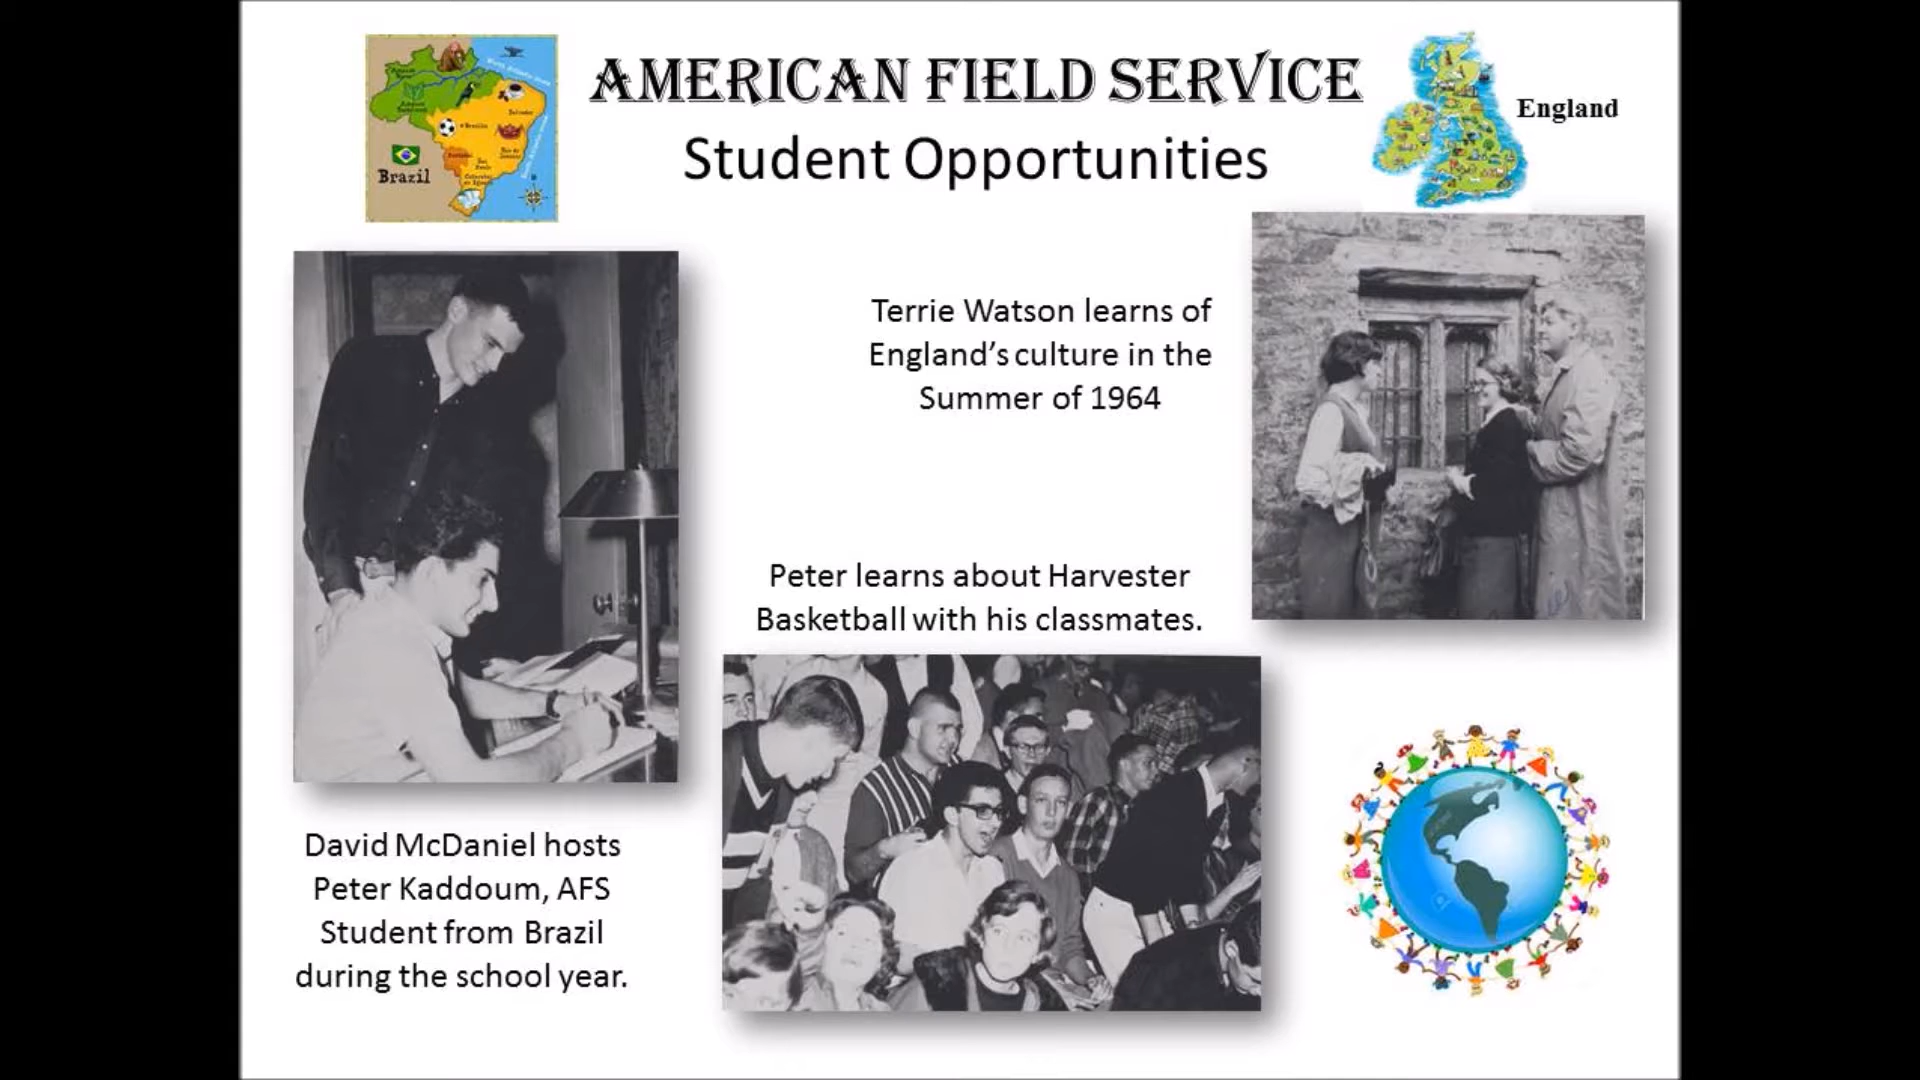 AMERICAN FIELD SERVICE
Student Opportunities
Brazil
England
Terrie Watson learns of
England's culture in the
Summer of 1964
Peter learns about Harvester
Basketball with his classmates.
David McDaniel hosts
Peter Kaddoum, AFS
Student from Brazil
during the school year.